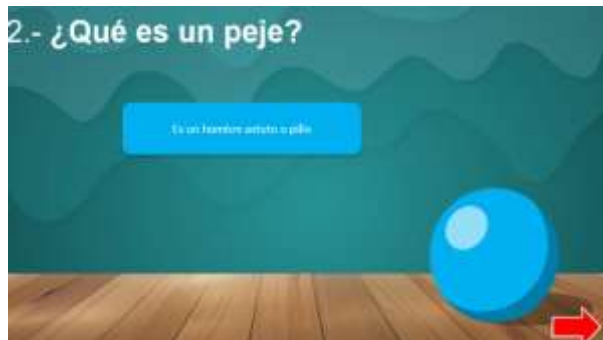 2.- ¿Qué es un peje?
Es un hombre astuto o pillo